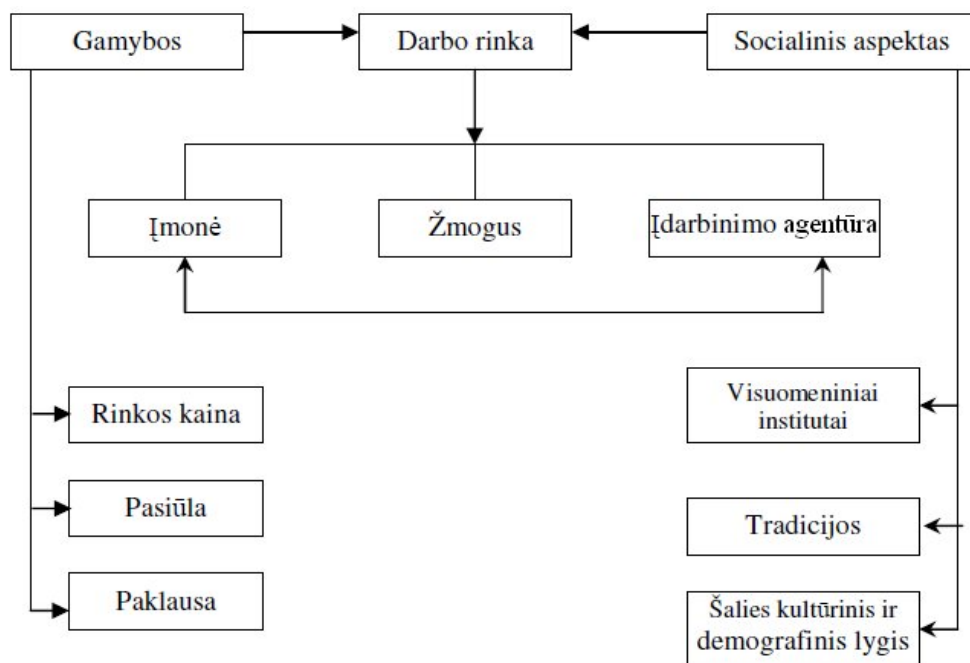 Gamybos
Darbo rinka
Socialinis aspektas
Įmonė
Žmogus
Įdarbinimo agentūra
Rinkos kaina
Pasiūla
Paklausa
Visuomeniniai
institutai
Tradicijos
Šalies kultūrinis ir
demografinis lygis